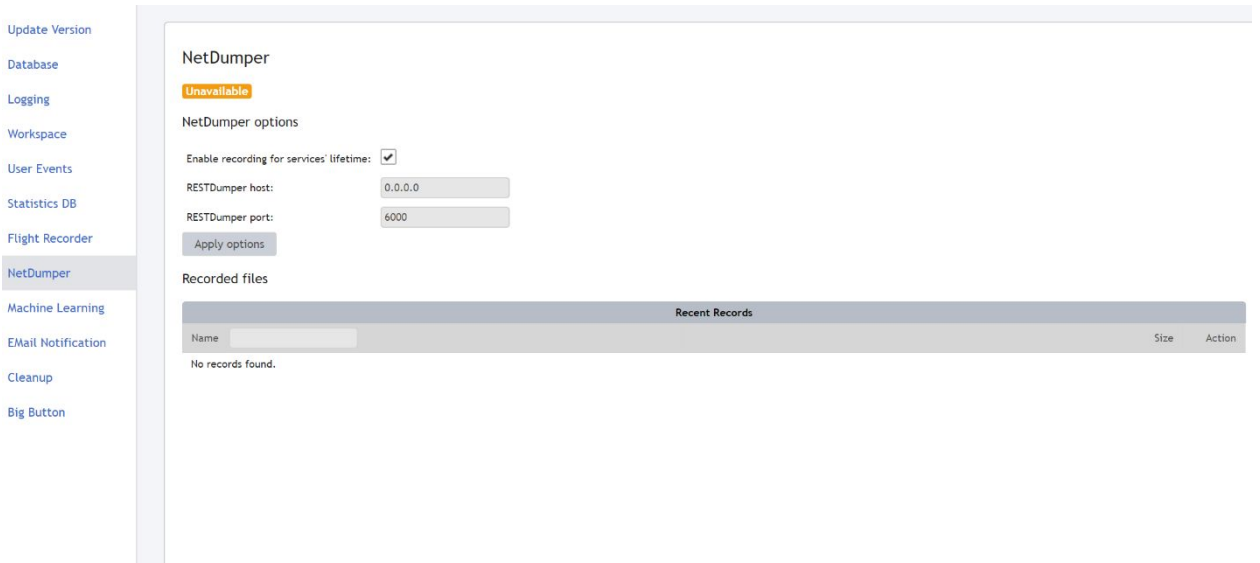 Update Version
Database
Logging
Workspace
User Events
Statistics DB
Flight Recorder
NetDumper
Machine Learning
EMail Notification
Cleanup
Big Button
NetDumper
Unavailable
NetDumper options
Enable recording for services' lifetime:
RESTDumper host: 0.0.0.0
RESTDumper port: 6000
Apply options
Recorded files
Recent Records
Name Size Action
No records found.